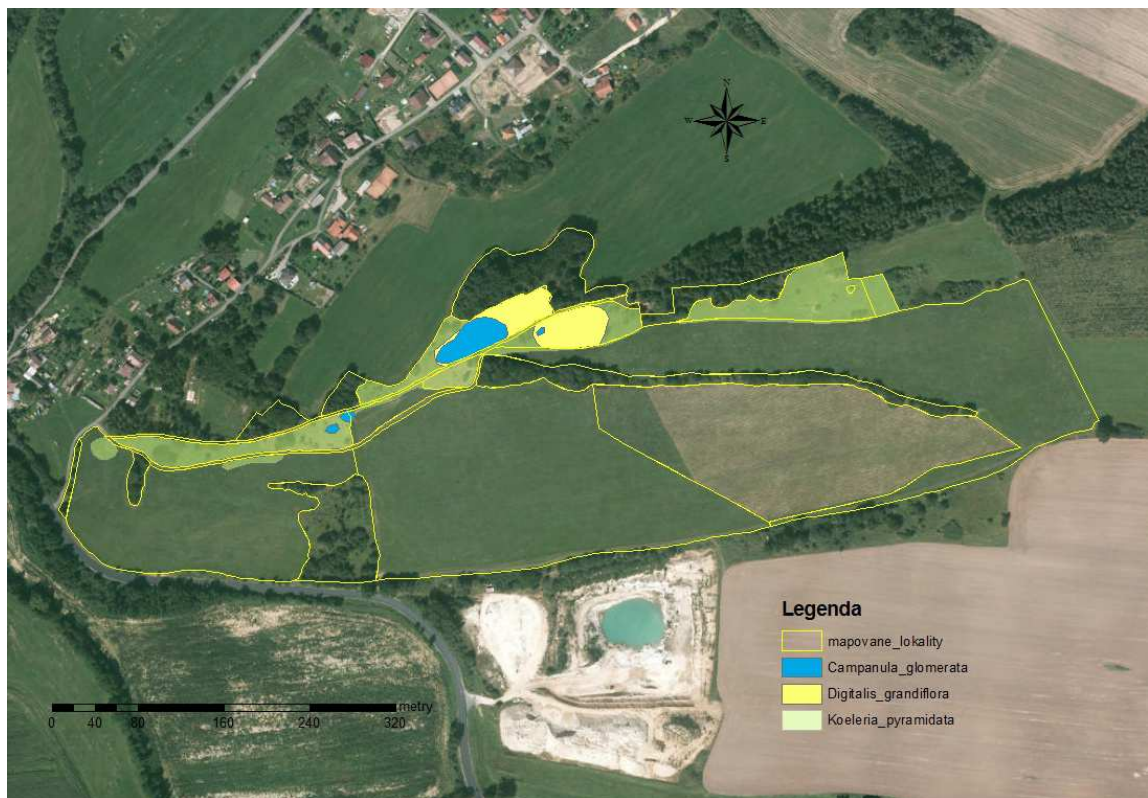 N
W E
S
Legenda
mapovane_lokality
Campanula_glomerata
Digitalis_grandiflora
Koeleria_pyramidata
metry
0 40 80 160 240 320